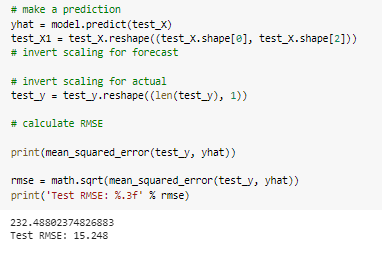 # make a prediction
yhat = model.predict(test_X)
test_X1 = test_X.reshape((test_X.shape[0], test_X.shape[2]))
# invert scaling for forecast
# invert scaling for actual
test_y = test_y.reshape((len(test_y), 1))
# calculate RMSE
print(mean_squared_error(test_y, yhat))
rmse = math.sqrt(mean_squared_error(test_y, yhat))
print('Test RMSE: %.3f' % rmse)
232.48802374826883
Test RMSE: 15.248